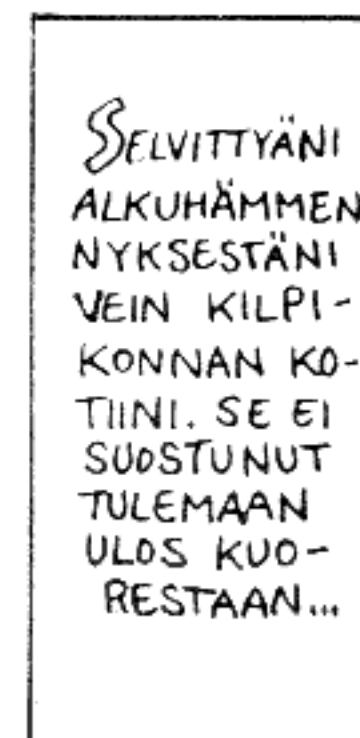 SELVITTYÄNI
ALKUHÄMMEN
NYKSESTÄNI
VEIN KILPI-
KONNAN KO-
TIINI. SE EI
SUOSTUNUT
TULEMAAN
ULOS KUO-
RESTAAN...